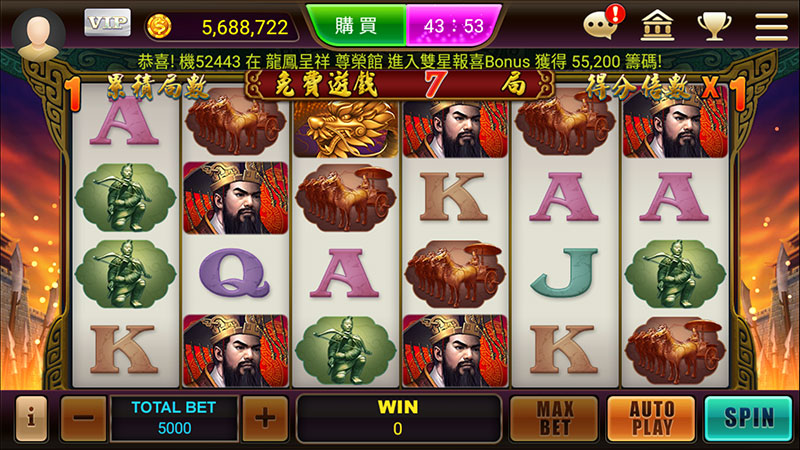 VIP 5,688,722 購買 43:53
恭喜! 機52443 在 龍鳳呈祥 尊榮館 進入雙星報喜Bonus 獲得 55,200 籌碼!
1 累積局數 免費遊戲 7 局 得分倍數 X 1
A
K A A
Q A J
K K
i - TOTAL BET 5000 + WIN 0 MAX BET AUTO PLAY SPIN